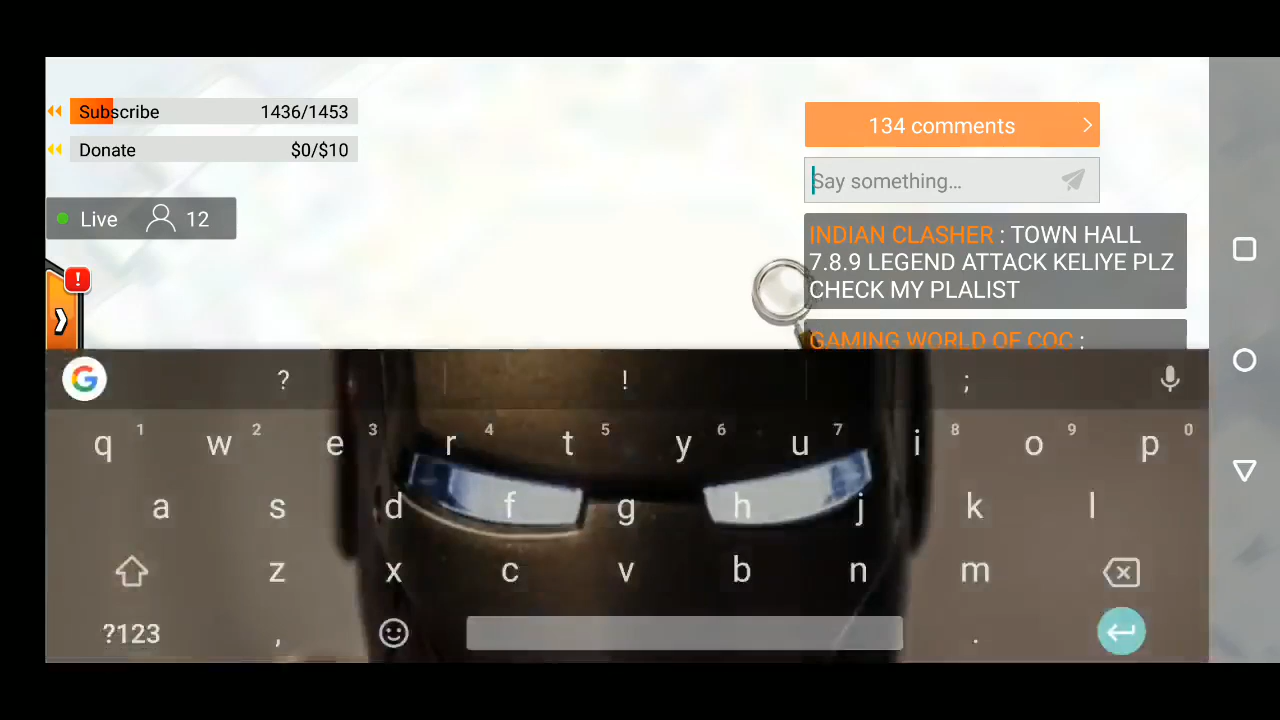 Subscribe 1436/1453
Donate $0/$10
Live 12
!
134 comments
Say something...
INDIAN CLASHER : TOWN HALL
7.8.9 LEGEND ATTACK KELIYE PLZ
CHECK MY PLALIST
GAMING WORLD OF COC :
G ? ! ;
q 1 w 2 e 3 r 4 t 5 y 6 u 7 i 8 o 9 p 0
a s d f g h j k l
z x c v b n m
?123 , .